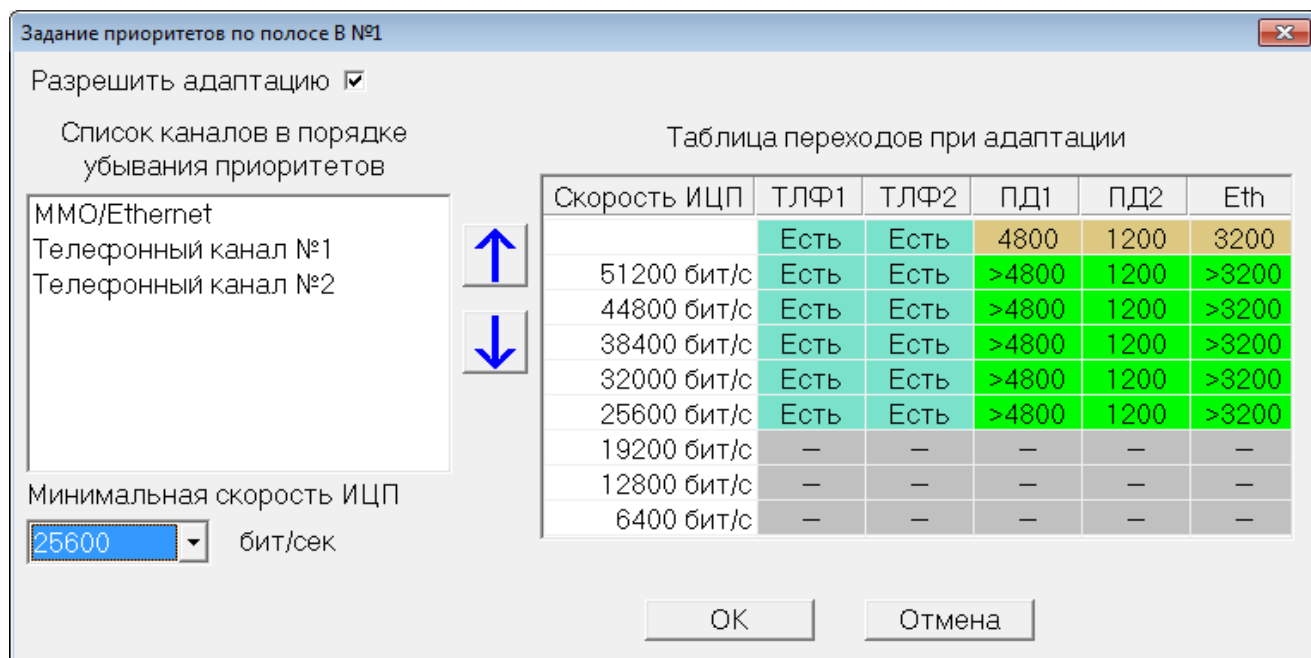 Задание приоритетов по полосе В №1
Разрешить адаптацию
Список каналов в порядке
убывания приоритетов
ММО/Ethernet
Телефонный канал №1
Телефонный канал №2
Минимальная скорость ИЦП
25600 бит/сек
Таблица переходов при адаптации
Скорость ИЦП ТЛФ1 ТЛФ2 ПД1 ПД2 Eth
Есть Есть 4800 1200 3200
51200 бит/с Есть Есть >4800 1200 >3200
44800 бит/с Есть Есть >4800 1200 >3200
38400 бит/с Есть Есть >4800 1200 >3200
32000 бит/с Есть Есть >4800 1200 >3200
25600 бит/с Есть Есть >4800 1200 >3200
19200 бит/с – – – – –
12800 бит/с – – – – –
6400 бит/с – – – – –
OK Отмена